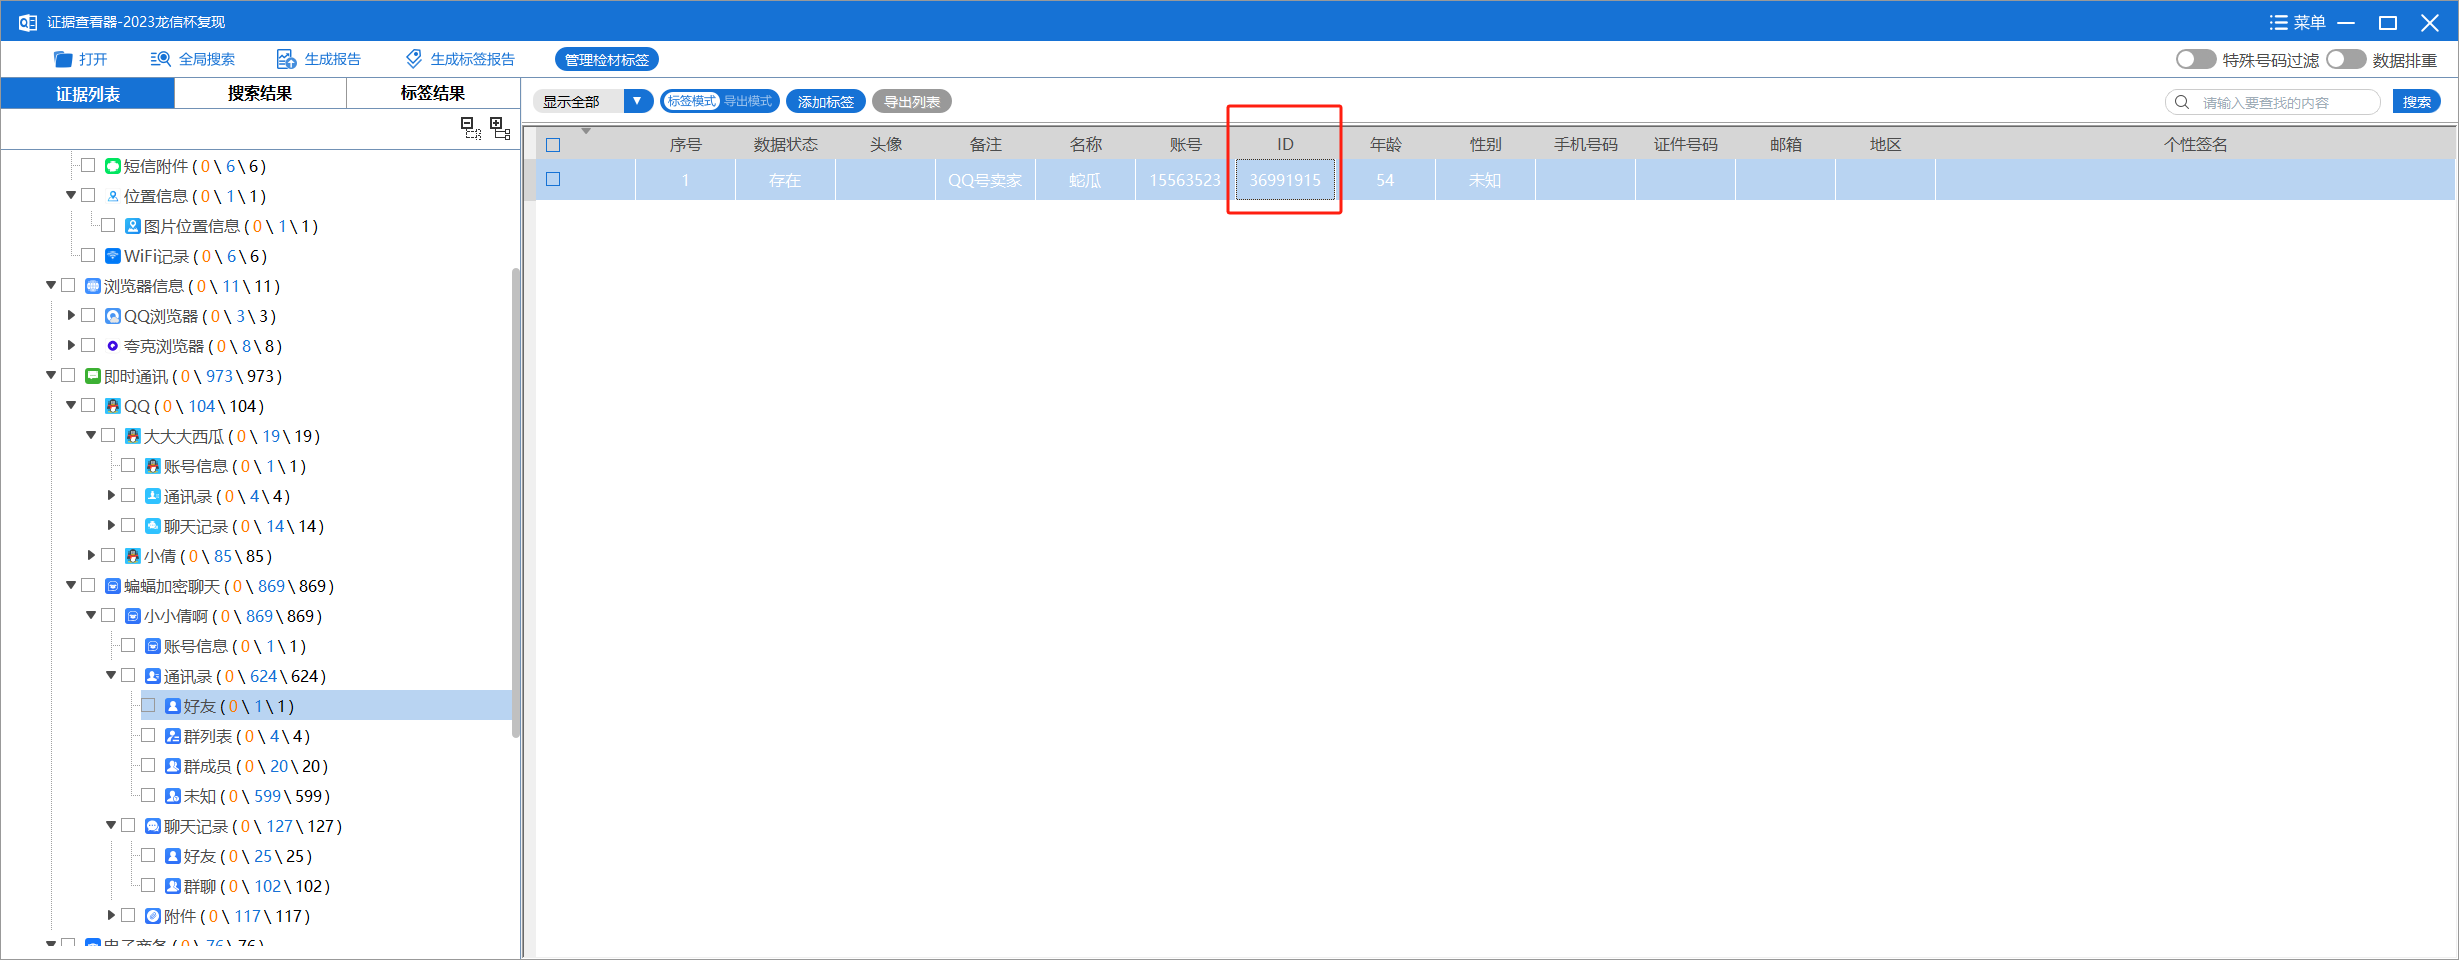 证据查看器-2023龙信杯复现
菜单
打开 全局搜索 生成报告 生成标签报告 管理检材标签
特殊号码过滤 数据排重
证据列表 搜索结果 标签结果
显示全部 标签模式 导出模式 添加标签 导出列表
请输入要查找的内容 搜索
序号 数据状态 头像 备注 名称 账号 ID 年龄 性别 手机号码 证件号码 邮箱 地区 个性签名
1 存在 QQ号卖家 蛇瓜 15563523 36991915 54 未知
短信附件 ( 0 \ 6 \ 6 )
位置信息 ( 0 \ 1 \ 1 )
图片位置信息 ( 0 \ 1 \ 1 )
WiFi记录 ( 0 \ 6 \ 6 )
浏览器信息 ( 0 \ 11 \ 11 )
QQ浏览器 ( 0 \ 3 \ 3 )
夸克浏览器 ( 0 \ 8 \ 8 )
即时通讯 ( 0 \ 973 \ 973 )
QQ ( 0 \ 104 \ 104 )
大大大西瓜 ( 0 \ 19 \ 19 )
账号信息 ( 0 \ 1 \ 1 )
通讯录 ( 0 \ 4 \ 4 )
聊天记录 ( 0 \ 14 \ 14 )
小倩 ( 0 \ 85 \ 85 )
蝙蝠加密聊天 ( 0 \ 869 \ 869 )
小小倩啊 ( 0 \ 869 \ 869 )
账号信息 ( 0 \ 1 \ 1 )
通讯录 ( 0 \ 624 \ 624 )
好友 ( 0 \ 1 \ 1 )
群列表 ( 0 \ 4 \ 4 )
群成员 ( 0 \ 20 \ 20 )
未知 ( 0 \ 599 \ 599 )
聊天记录 ( 0 \ 127 \ 127 )
好友 ( 0 \ 25 \ 25 )
群聊 ( 0 \ 102 \ 102 )
附件 ( 0 \ 117 \ 117 )
电子商务 ( 0 \ 76 \ 76 )